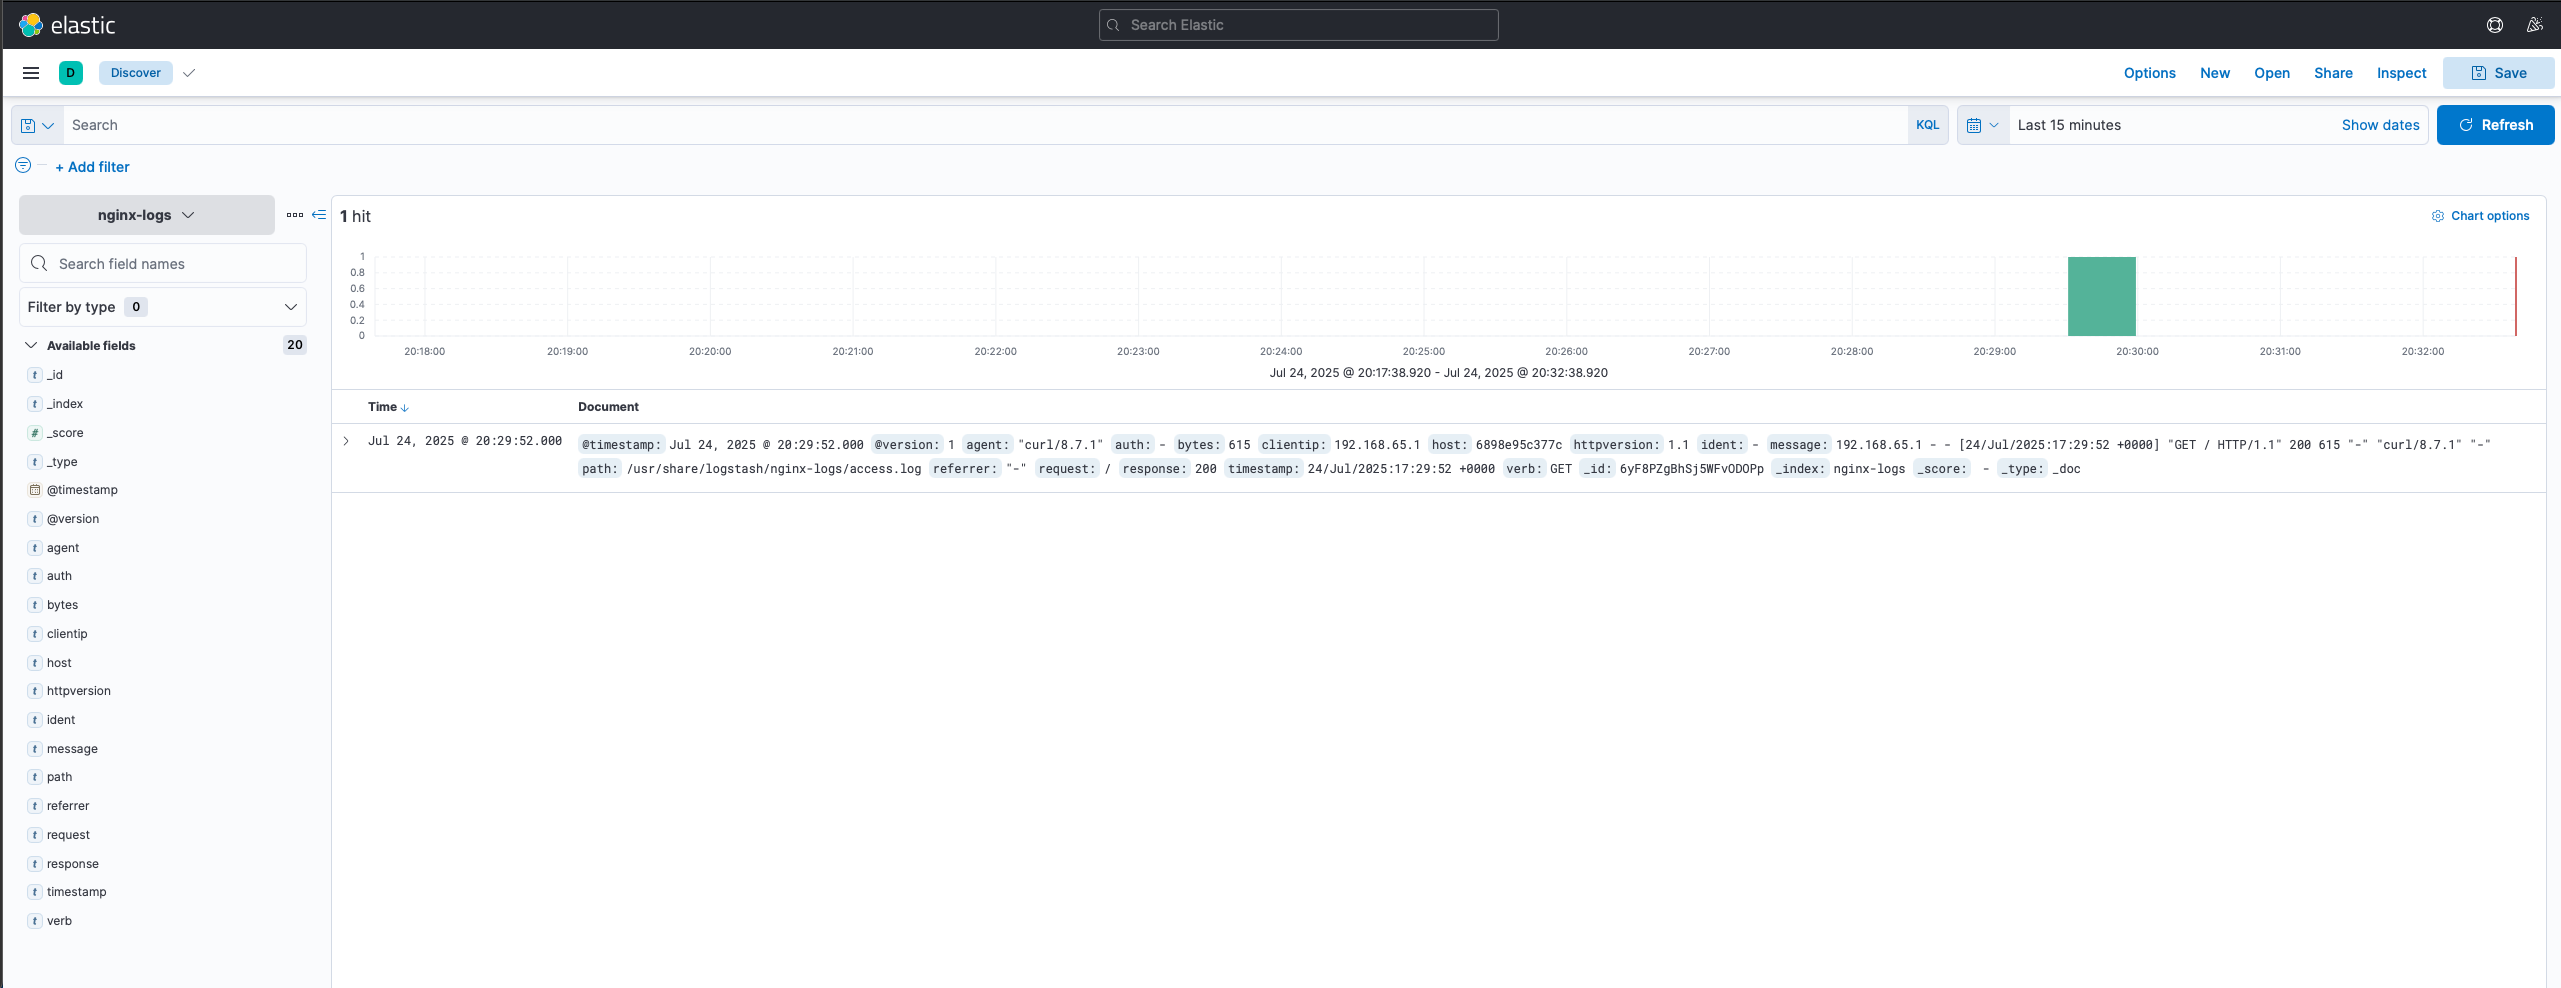 elastic
Search Elastic
D Discover
Options New Open Share Inspect Save
Search KQL Last 15 minutes Show dates Refresh
+ Add filter
nginx-logs
Search field names
Filter by type 0
Available fields 20
t _id
t _index
# _score
t _type
@timestamp
t @version
t agent
t auth
t bytes
t clientip
t host
t httpversion
t ident
t message
t path
t referrer
t request
t response
t timestamp
t verb
1 hit
Chart options
1
0.8
0.6
0.4
0.2
0
20:18:00 20:19:00 20:20:00 20:21:00 20:22:00 20:23:00 20:24:00 20:25:00 20:26:00 20:27:00 20:28:00 20:29:00 20:30:00 20:31:00 20:32:00
Jul 24, 2025 @ 20:17:38.920 - Jul 24, 2025 @ 20:32:38.920
Time Document
Jul 24, 2025 @ 20:29:52.000 @timestamp: Jul 24, 2025 @ 20:29:52.000 @version: 1 agent: "curl/8.7.1" auth: - bytes: 615 clientip: 192.168.65.1 host: 6898e95c377c httpversion: 1.1 ident: - message: 192.168.65.1 - - [24/Jul/2025:17:29:52 +0000] "GET / HTTP/1.1" 200 615 "-" "curl/8.7.1" "-"
path: /usr/share/logstash/nginx-logs/access.log referrer: "-" request: / response: 200 timestamp: 24/Jul/2025:17:29:52 +0000 verb: GET _id: 6yF8PZgBhSj5WFvODOPp _index: nginx-logs _score: - _type: _doc